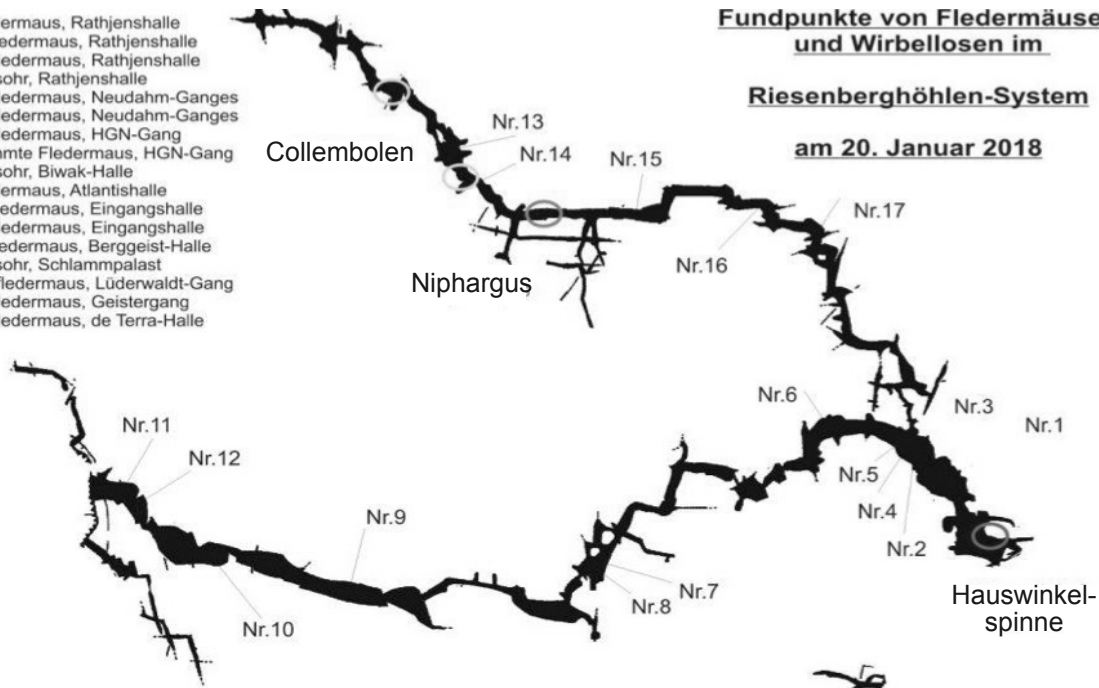 ermaus, Rathjenshalle
edermaus, Rathjenshalle
edermaus, Rathjenshalle
sohr, Rathjenshalle
edermaus, Neudahm-Ganges
edermaus, Neudahm-Ganges
edermaus, HGN-Gang
mte Fledermaus, HGN-Gang
sohr, Biwak-Halle
ermaus, Atlantishalle
edermaus, Eingangshalle
edermaus, Eingangshalle
edermaus, Berggeist-Halle
sohr, Schlammpalast
fledermaus, Lüderwaldt-Gang
edermaus, Geistergang
edermaus, de Terra-Halle
Fundpunkte von Fledermäuse
und Wirbellosen im
Riesenberghöhlen-System
am 20. Januar 2018
Collembolen
Nr.13
Nr.14
Nr.15
Nr.17
Nr.16
Niphargus
Nr.6
Nr.3
Nr.1
Nr.5
Nr.4
Nr.2
Nr.11
Nr.12
Nr.9
Nr.7
Nr.8
Nr.10
Hauswinkel-
spinne